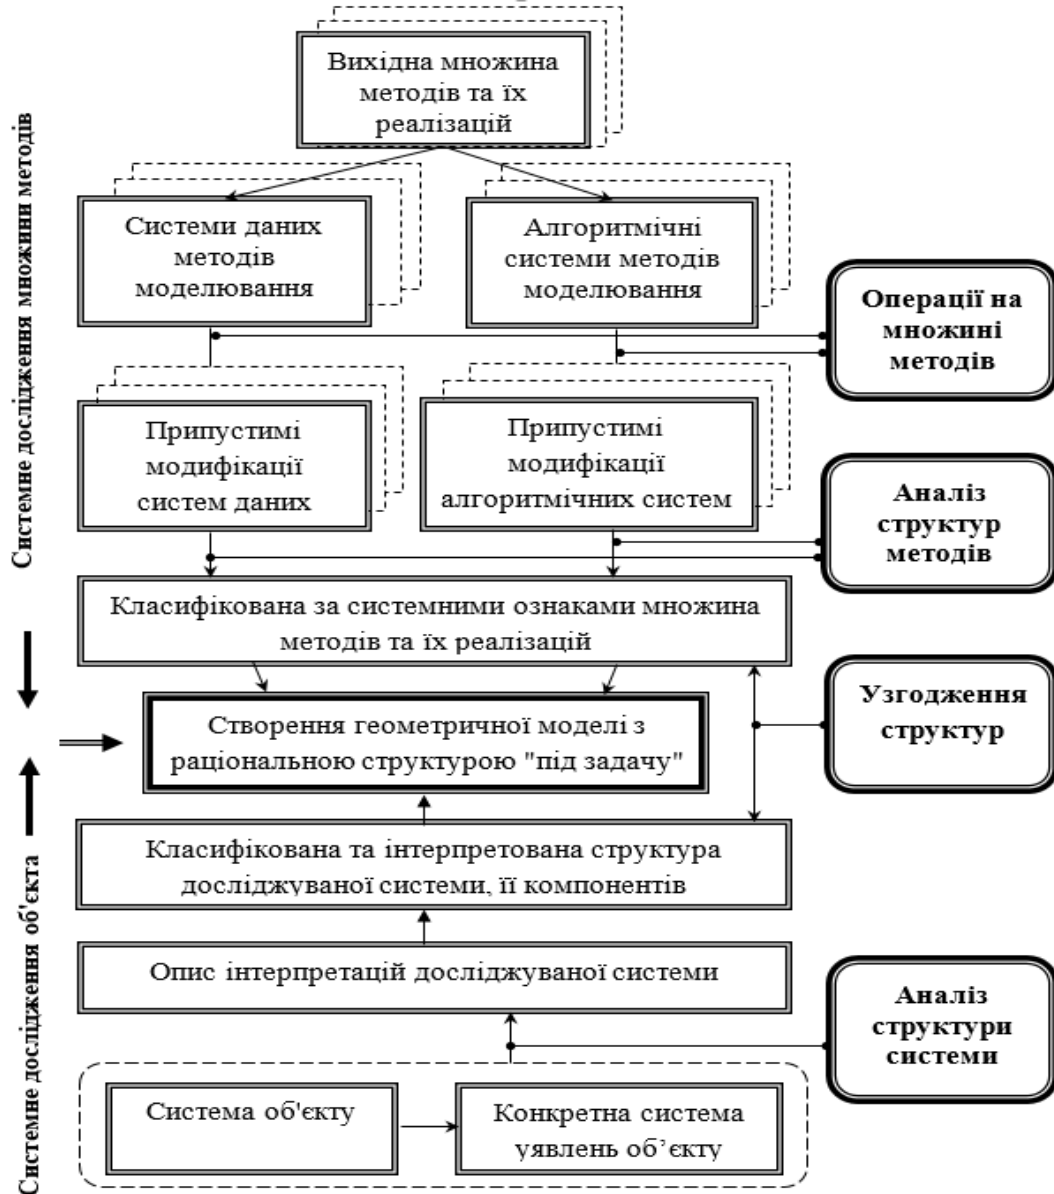 Вихідна множина
методів та їх
реалізацій
Системи даних
методів
моделювання
Алгоритмічні
системи методів
моделювання
Операції на
множині
методів
Припустимі
модифікації
систем даних
Припустимі
модифікації
алгоритмічних систем
Аналіз
структур
методів
Класифікована за системними ознаками множина
методів та їх реалізацій
Узгодження
структур
Створення геометричної моделі з
раціональною структурою "під задачу"
Класифікована та інтерпретована структура
досліджуваної системи, її компонентів
Опис інтерпретацій досліджуваної системи
Аналіз
структури
системи
Система об'єкту
Конкретна система
уявлень об’єкту
Системне дослідження множини методів
Системне дослідження об'єкта